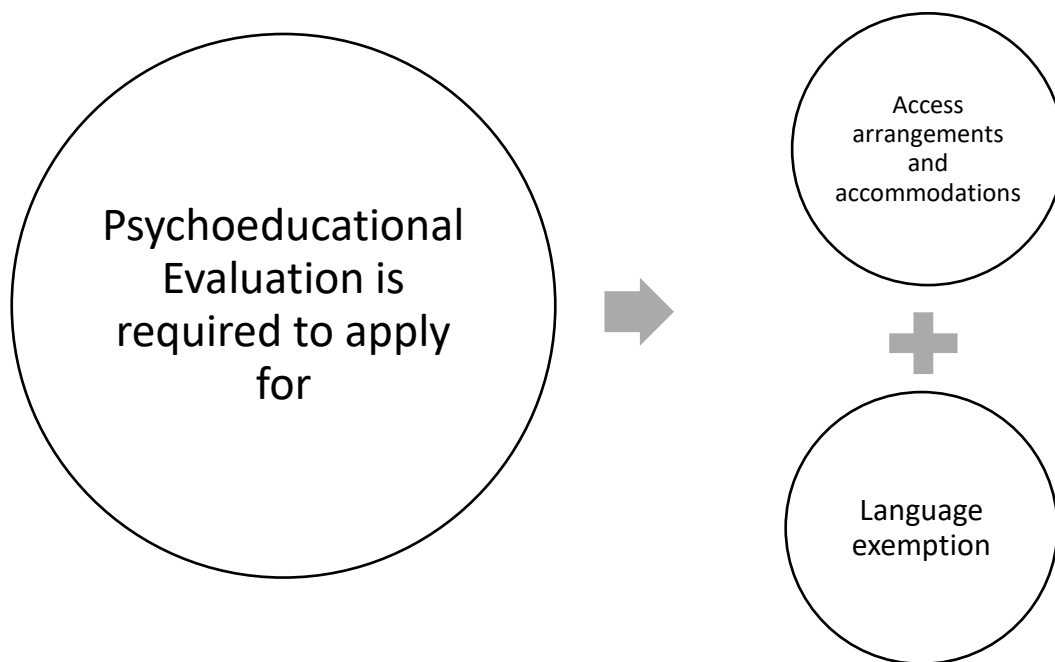 Psychoeducational
Evaluation is
required to apply
for
Access
arrangements
and
accommodations
Language
exemption